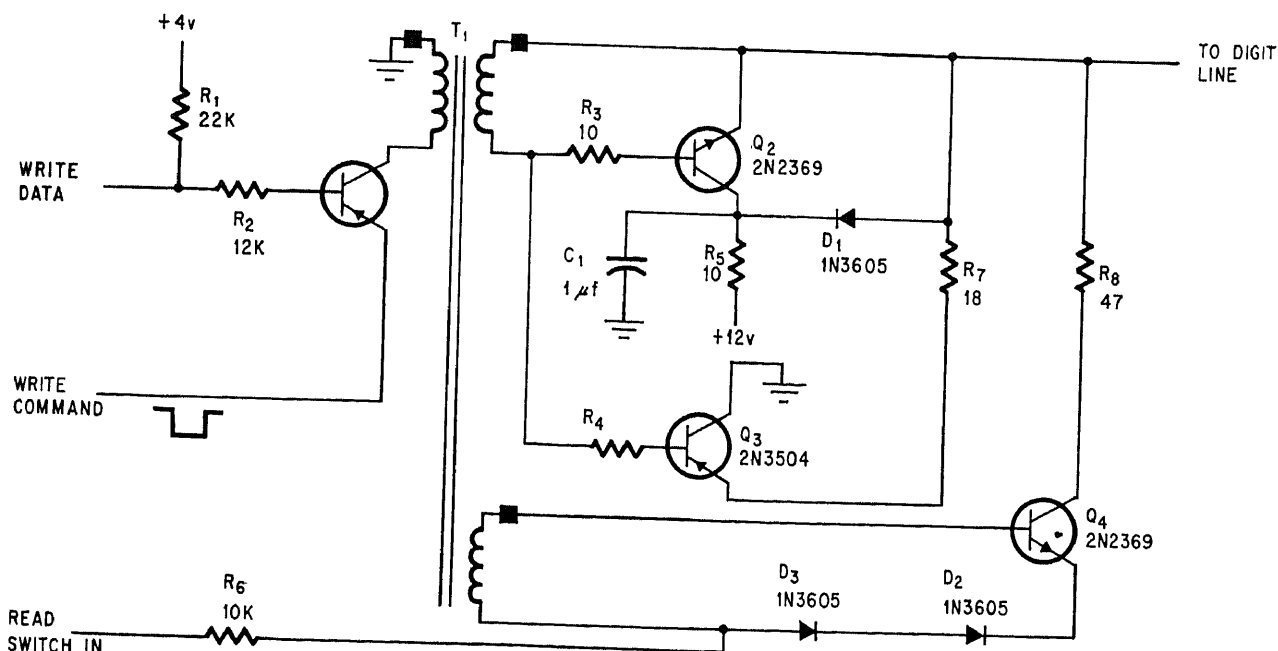 +4v
T1
TO DIGIT
LINE
R1
22K
R3
10
Q2
2N2369
WRITE
DATA
R2
12K
C1
1 μf
R5
10
D1
1N3605
R7
18
R8
47
+12v
WRITE
COMMAND
R4
Q3
2N3504
Q4
2N2369
R6
10K
D3
1N3605
D2
1N3605
READ
SWITCH IN